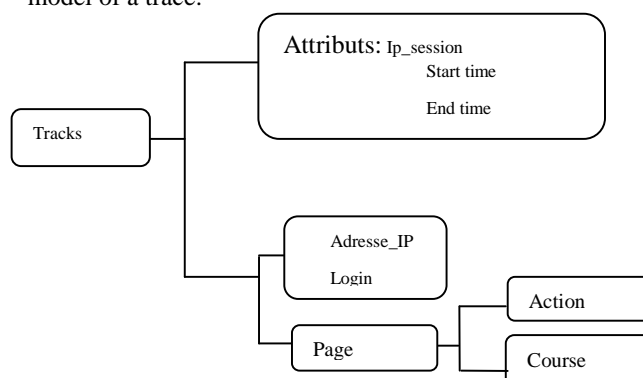 model of a trace.
Attributs: Ip_session
Start time
End time
Tracks
Adresse_IP
Login
Page
Action
Course